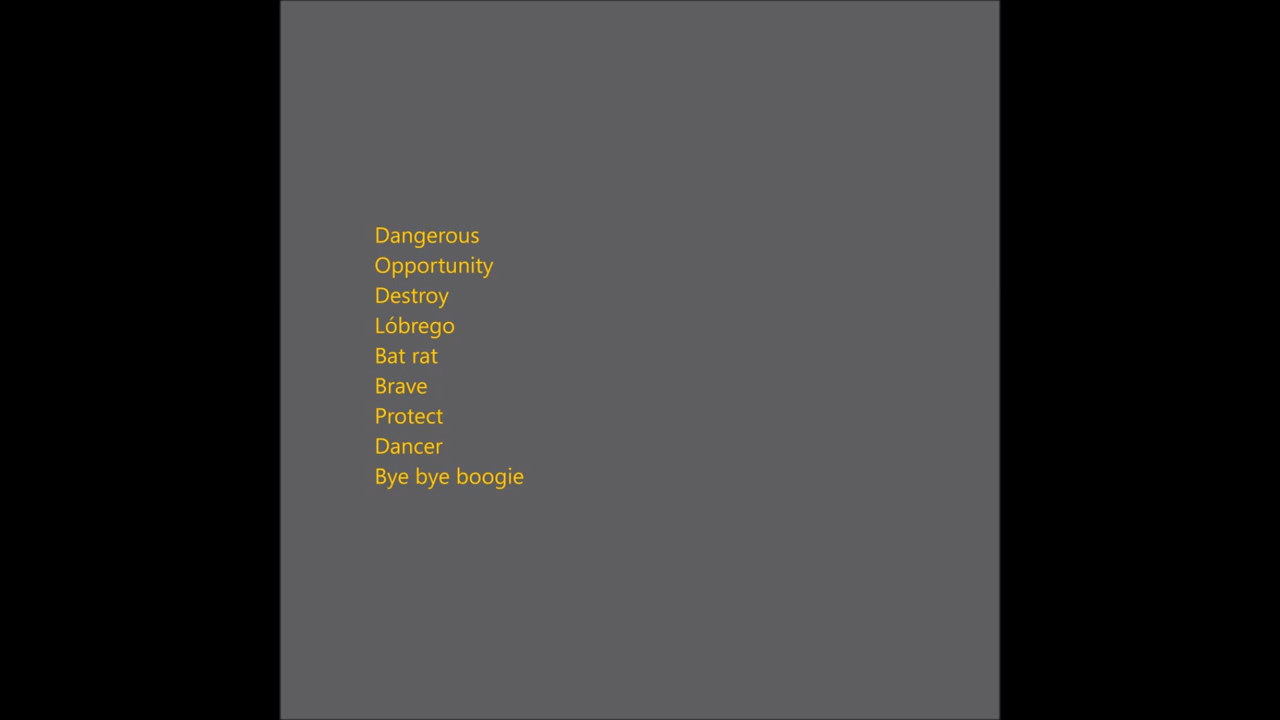 Dangerous
Opportunity
Destroy
Lóbrego
Bat rat
Brave
Protect
Dancer
Bye bye boogie